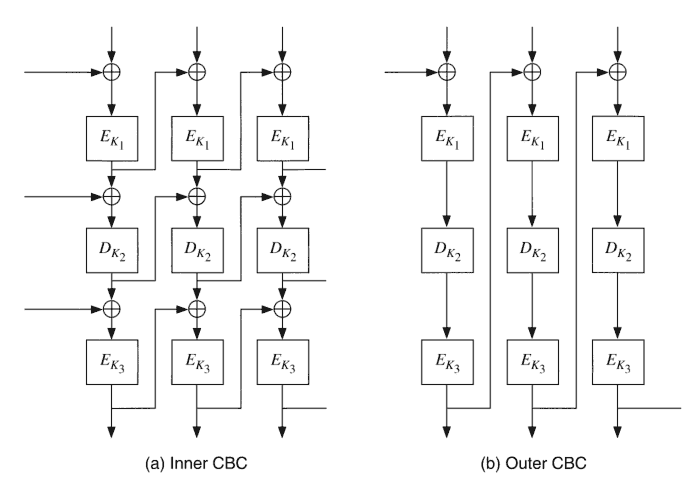 E_{K_1} E_{K_1} E_{K_1} E_{K_1} E_{K_1} E_{K_1}
D_{K_2} D_{K_2} D_{K_2} D_{K_2} D_{K_2} D_{K_2}
E_{K_3} E_{K_3} E_{K_3} E_{K_3} E_{K_3} E_{K_3}
(a) Inner CBC (b) Outer CBC